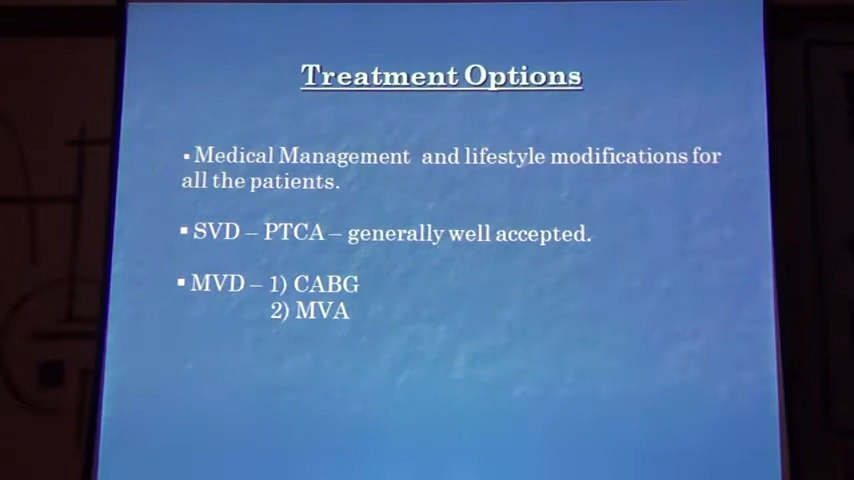 Treatment Options
▪ Medical Management and lifestyle modifications for
all the patients.
▪ SVD – PTCA – generally well accepted.
▪ MVD – 1) CABG
2) MVA